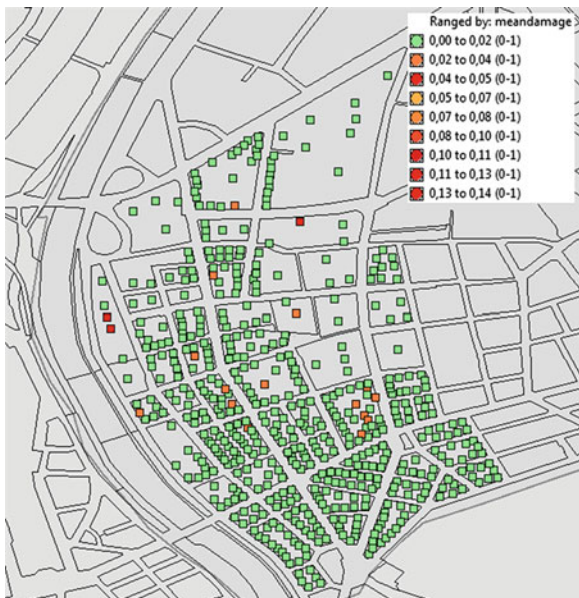 Ranged by: meandamage
0,00 to 0,02 (0-1)
0,02 to 0,04 (0-1)
0,04 to 0,05 (0-1)
0,05 to 0,07 (0-1)
0,07 to 0,08 (0-1)
0,08 to 0,10 (0-1)
0,10 to 0,11 (0-1)
0,11 to 0,13 (0-1)
0,13 to 0,14 (0-1)